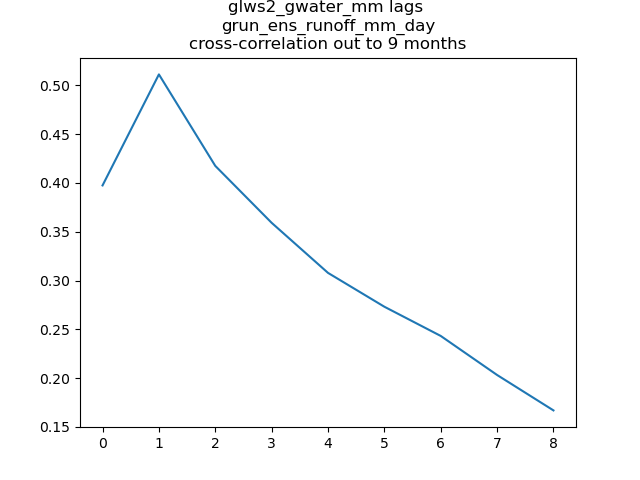 glws2_gwater_mm lags
grun_ens_runoff_mm_day
cross-correlation out to 9 months
0.50
0.45
0.40
0.35
0.30
0.25
0.20
0.15
0 1 2 3 4 5 6 7 8